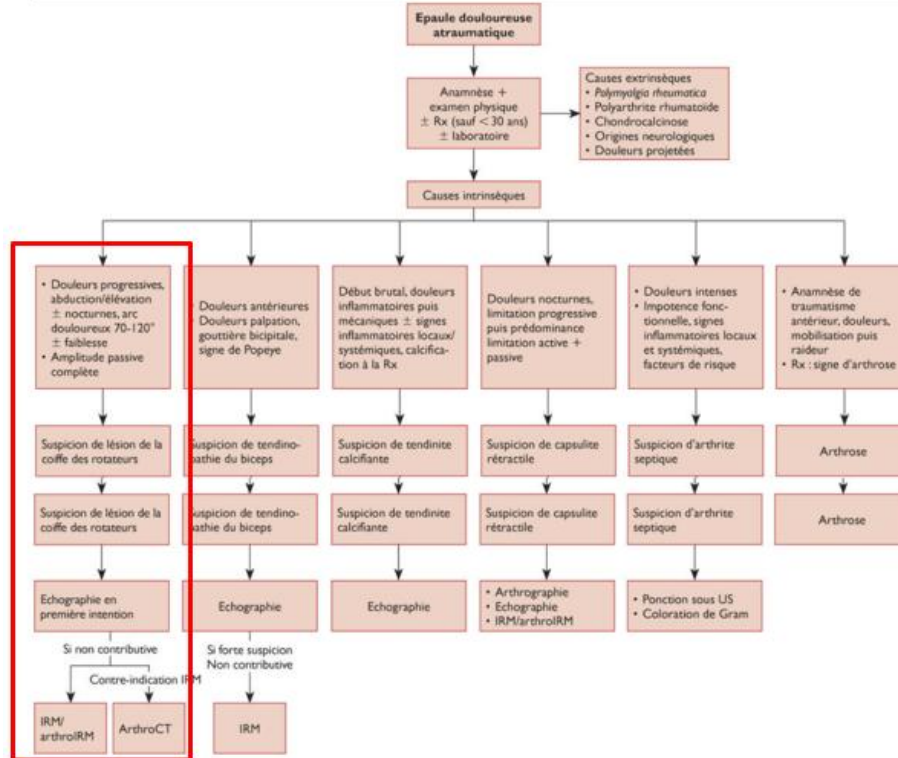 Epaule douloureuse
atraumatique
Anamnèse +
examen physique
± Rx (sauf < 30 ans)
± laboratoire
Causes extrinsèques
• Polymyalgia rheumatica
• Polyarthrite rhumatoïde
• Chondrocalcinose
• Origines neurologiques
• Douleurs projetées
Causes intrinsèques
• Douleurs progressives,
abduction/élévation
± nocturnes, arc
douloureux 70-120°
± faiblesse
• Amplitude passive
complète
• Douleurs antérieures
• Douleurs palpation,
gouttière bicipitale,
signe de Popeye
Début brutal, douleurs
inflammatoires puis
mécaniques ± signes
inflammatoires locaux/
systémiques, calcifica-
tion à la Rx
Douleurs nocturnes,
limitation progressive
puis prédominance
limitation active +
passive
• Douleurs intenses
• Impotence fonc-
tionnelle, signes
inflammatoires locaux
et systémiques,
facteurs de risque
• Anamnèse de
traumatisme
antérieur, douleurs,
mobilisation puis
raideur
• Rx : signe d'arthrose
Suspicion de lésion de la
coiffe des rotateurs
Suspicion de tendino-
pathie du biceps
Suspicion de tendinite
calcifiante
Suspicion de capsulite
rétractile
Suspicion d'arthrite
septique
Arthrose
Suspicion de lésion de la
coiffe des rotateurs
Suspicion de tendino-
pathie du biceps
Suspicion de tendinite
calcifiante
Suspicion de capsulite
rétractile
Suspicion d'arthrite
septique
Arthrose
Echographie en
première intention
Echographie
Echographie
• Arthrographie
• Echographie
• IRM/arthroIRM
• Ponction sous US
• Coloration de Gram
Si non contributive
Contre-indication IRM
Si forte suspicion
Non contributive
IRM/
arthroIRM
ArthroCT
IRM